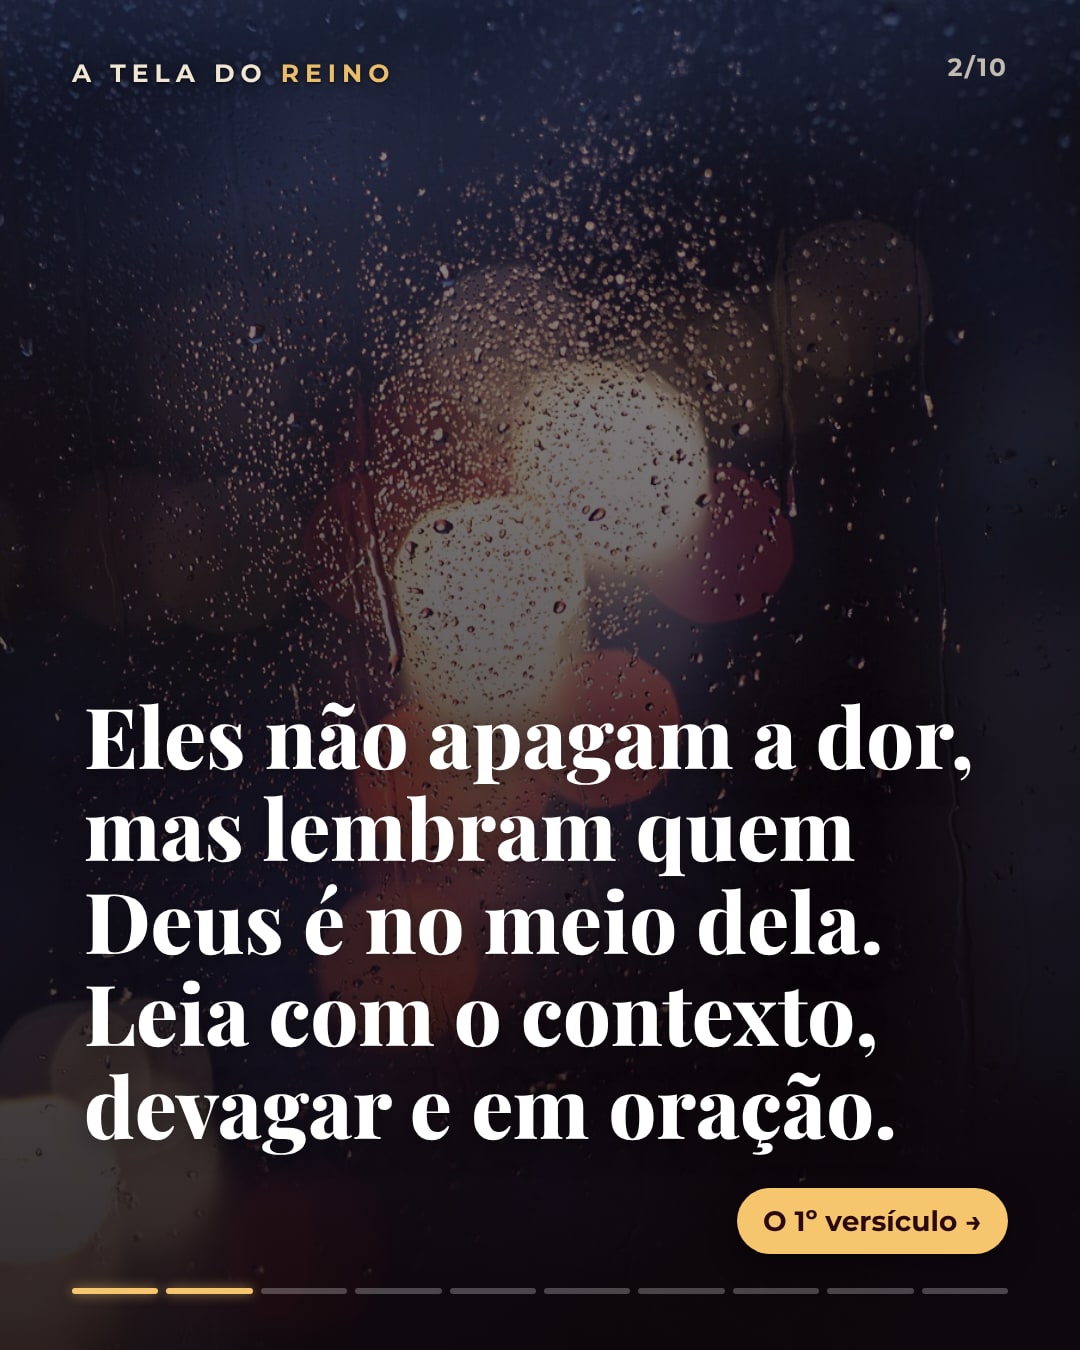 A TELA DO REINO
2/10
Eles não apagam a dor,
mas lembram quem
Deus é no meio dela.
Leia com o contexto,
devagar e em oração.
O 1º versículo →